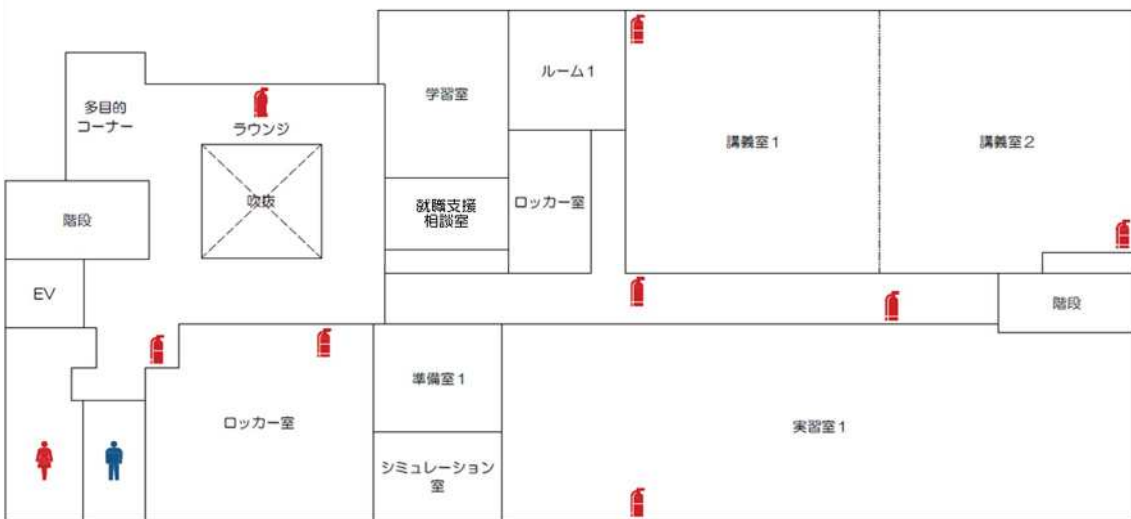 ルーム1
学習室
多目的
コーナー
ラウンジ
講義室1
講義室2
吹抜
就職支援
相談室
ロッカー室
階段
EV
階段
準備室1
ロッカー室
実習室1
シミュレーション
室